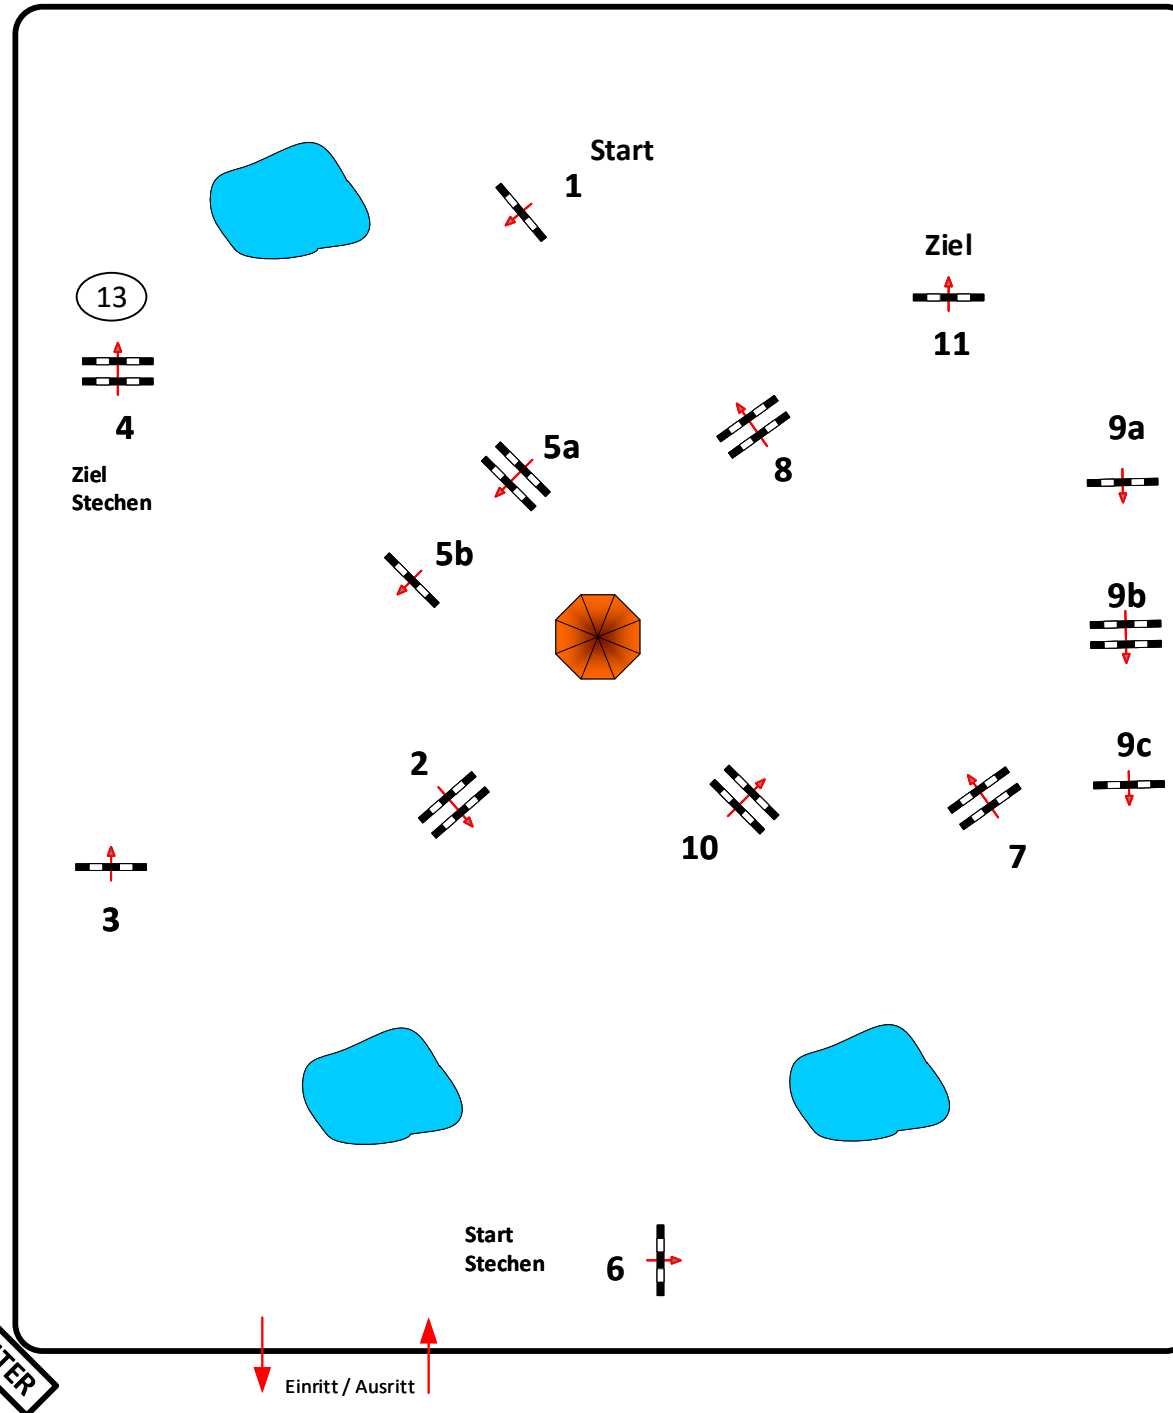 Start
1
Ziel
11
13
4
Ziel
Stechen
5a
8
9a
5b
9b
2
9c
10
7
3
Start
Stechen
6
Einritt / Ausritt